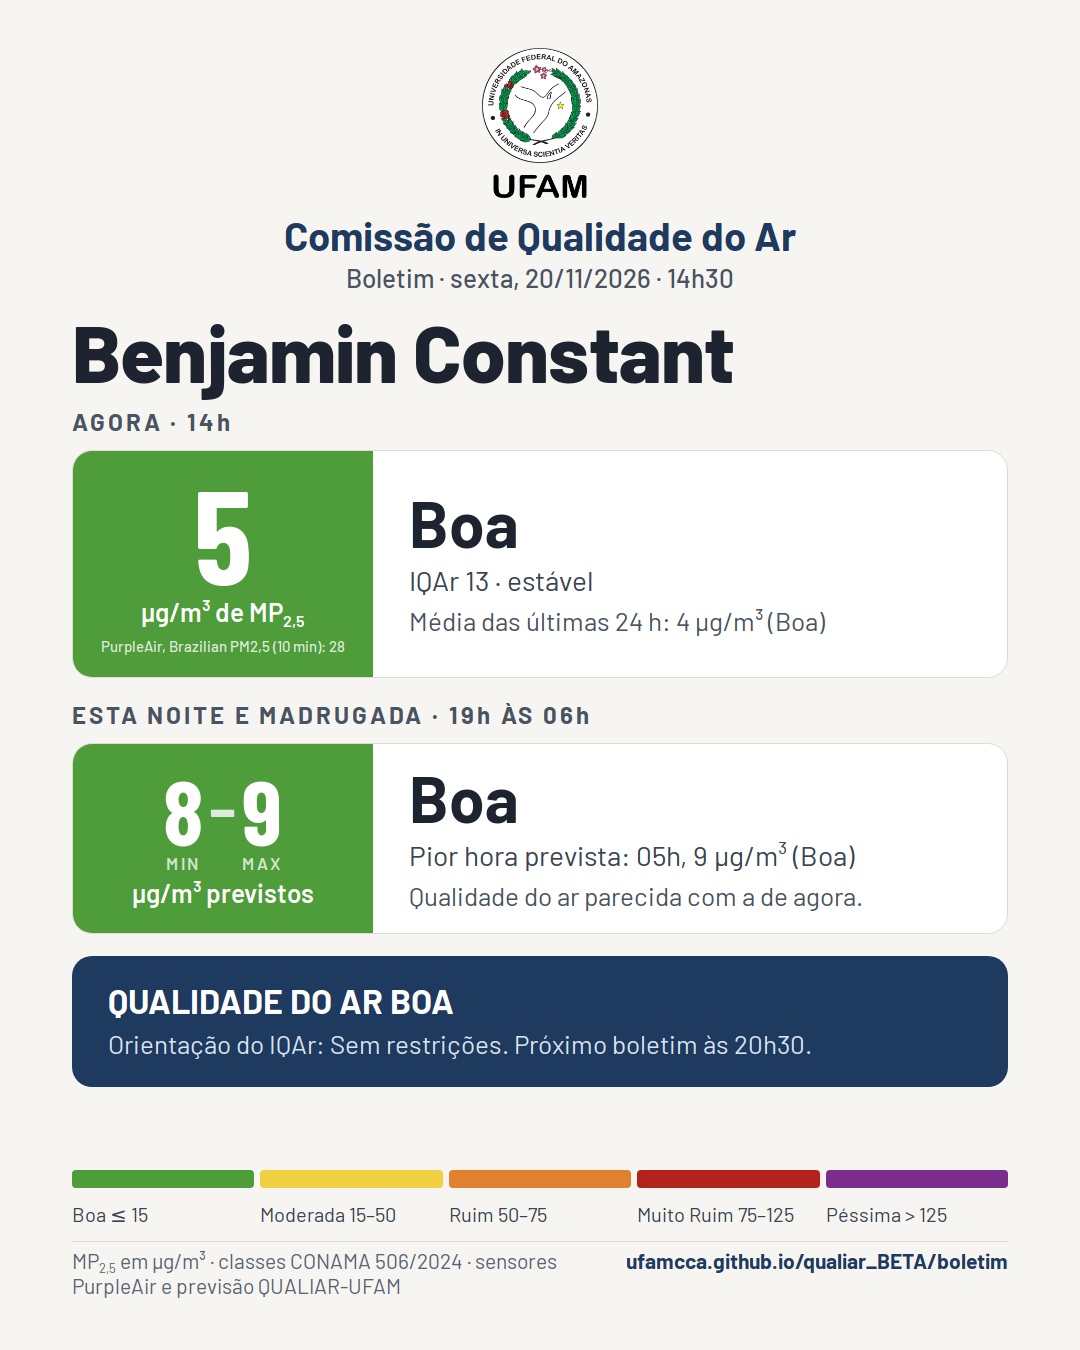 UNIVERSIDADE FEDERAL DO AMAZONAS
IN UNIVERSA SCIENTIA VERITAS
UFAM
Comissão de Qualidade do Ar
Boletim · sexta, 20/11/2026 · 14h30
Benjamin Constant
AGORA · 14h
5
µg/m³ de MP2,5
PurpleAir, Brazilian PM2,5 (10 min): 28
Boa
IQAr 13 · estável
Média das últimas 24 h: 4 µg/m³ (Boa)
ESTA NOITE E MADRUGADA · 19h ÀS 06h
8-9
MIN MAX
µg/m³ previstos
Boa
Pior hora prevista: 05h, 9 µg/m³ (Boa)
Qualidade do ar parecida com a de agora.
QUALIDADE DO AR BOA
Orientação do IQAr: Sem restrições. Próximo boletim às 20h30.
Boa ≤ 15
Moderada 15–50
Ruim 50–75
Muito Ruim 75–125
Péssima > 125
MP2,5 em µg/m³ · classes CONAMA 506/2024 · sensores
PurpleAir e previsão QUALIAR-UFAM
ufamcca.github.io/qualiar_BETA/boletim